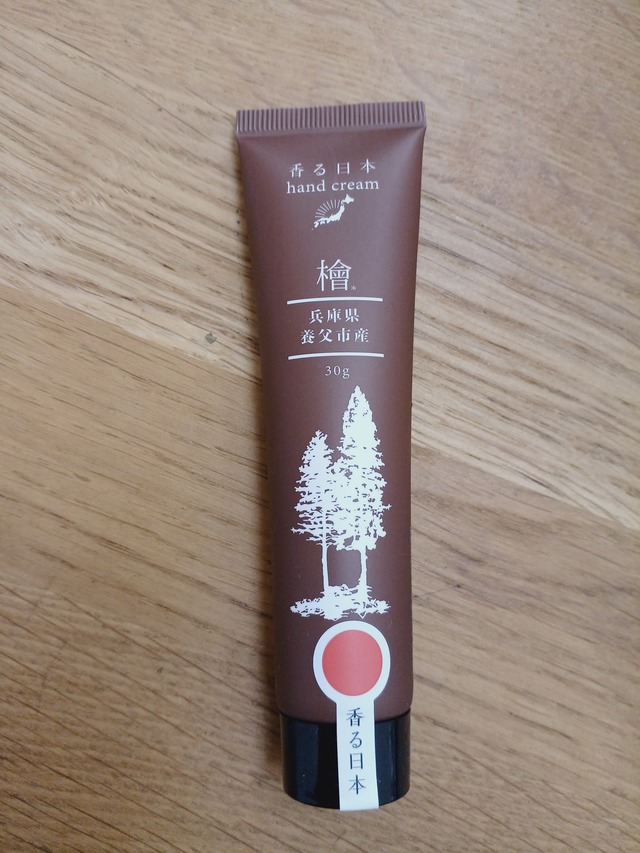 香る日本
hand cream
檜
兵庫県
養父市産
30g
香る日本